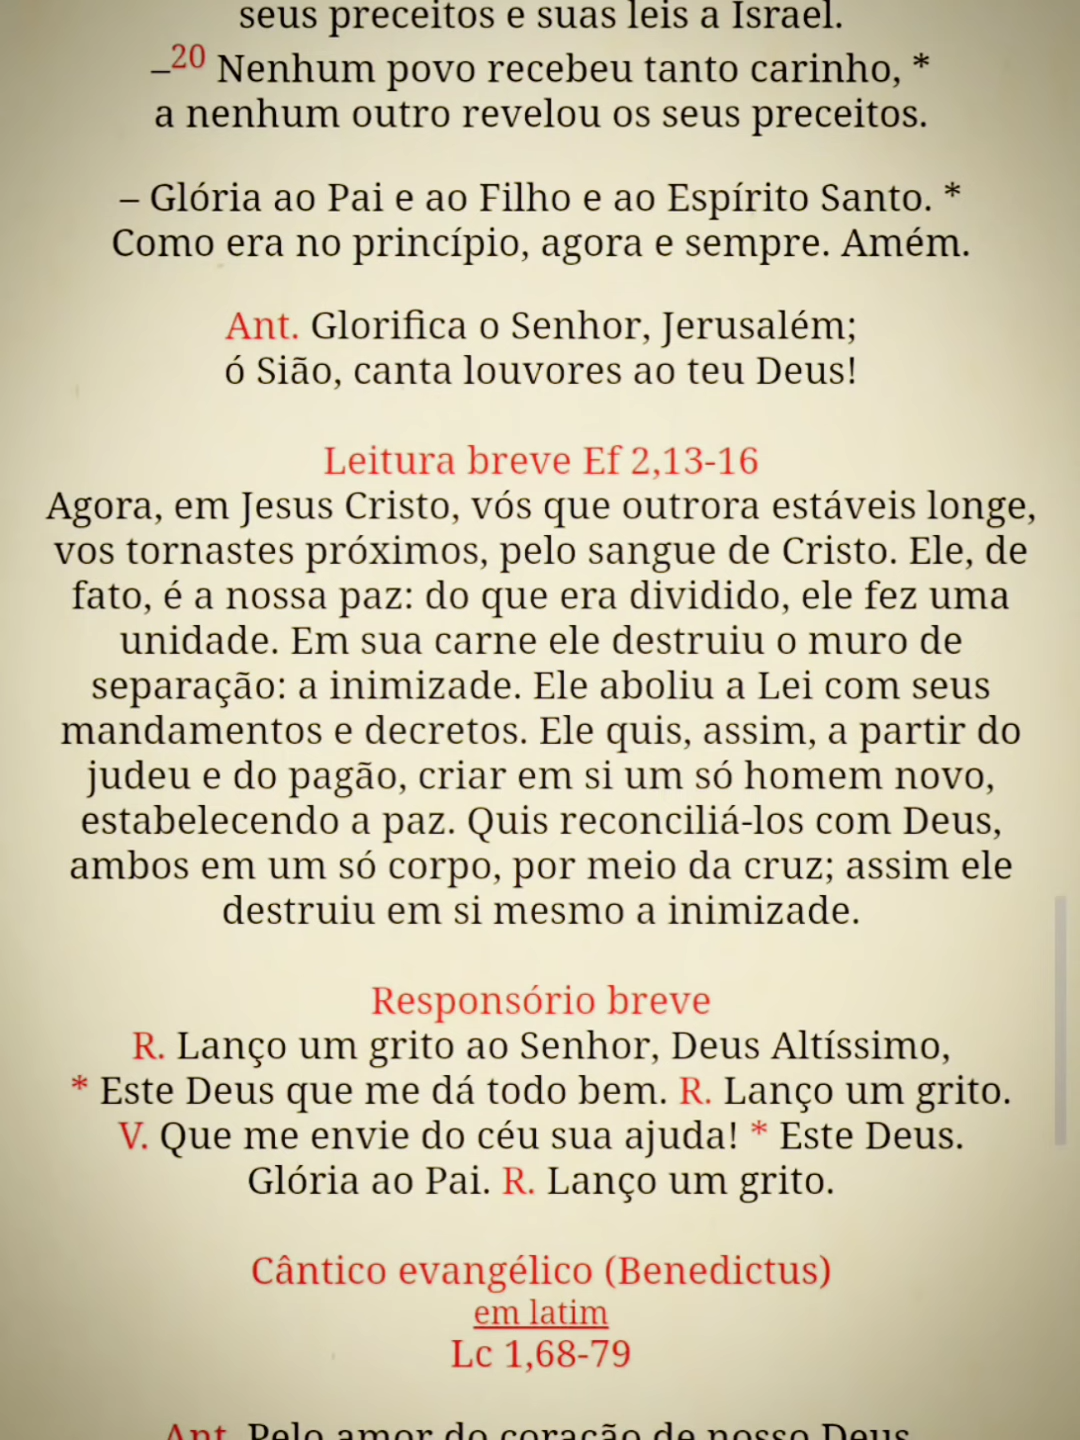 seus preceitos e suas leis a Israel.
–20 Nenhum povo recebeu tanto carinho, *
a nenhum outro revelou os seus preceitos.
– Glória ao Pai e ao Filho e ao Espírito Santo. *
Como era no princípio, agora e sempre. Amém.
Ant. Glorifica o Senhor, Jerusalém;
ó Sião, canta louvores ao teu Deus!
Leitura breve Ef 2,13-16
Agora, em Jesus Cristo, vós que outrora estáveis longe,
vos tornastes próximos, pelo sangue de Cristo. Ele, de
fato, é a nossa paz: do que era dividido, ele fez uma
unidade. Em sua carne ele destruiu o muro de
separação: a inimizade. Ele aboliu a Lei com seus
mandamentos e decretos. Ele quis, assim, a partir do
judeu e do pagão, criar em si um só homem novo,
estabelecendo a paz. Quis reconciliá-los com Deus,
ambos em um só corpo, por meio da cruz; assim ele
destruiu em si mesmo a inimizade.
Responsório breve
R. Lanço um grito ao Senhor, Deus Altíssimo,
* Este Deus que me dá todo bem. R. Lanço um grito.
V. Que me envie do céu sua ajuda! * Este Deus.
Glória ao Pai. R. Lanço um grito.
Cântico evangélico (Benedictus)
em latim
Lc 1,68-79
Ant. Pelo amor do coração de nosso Deus